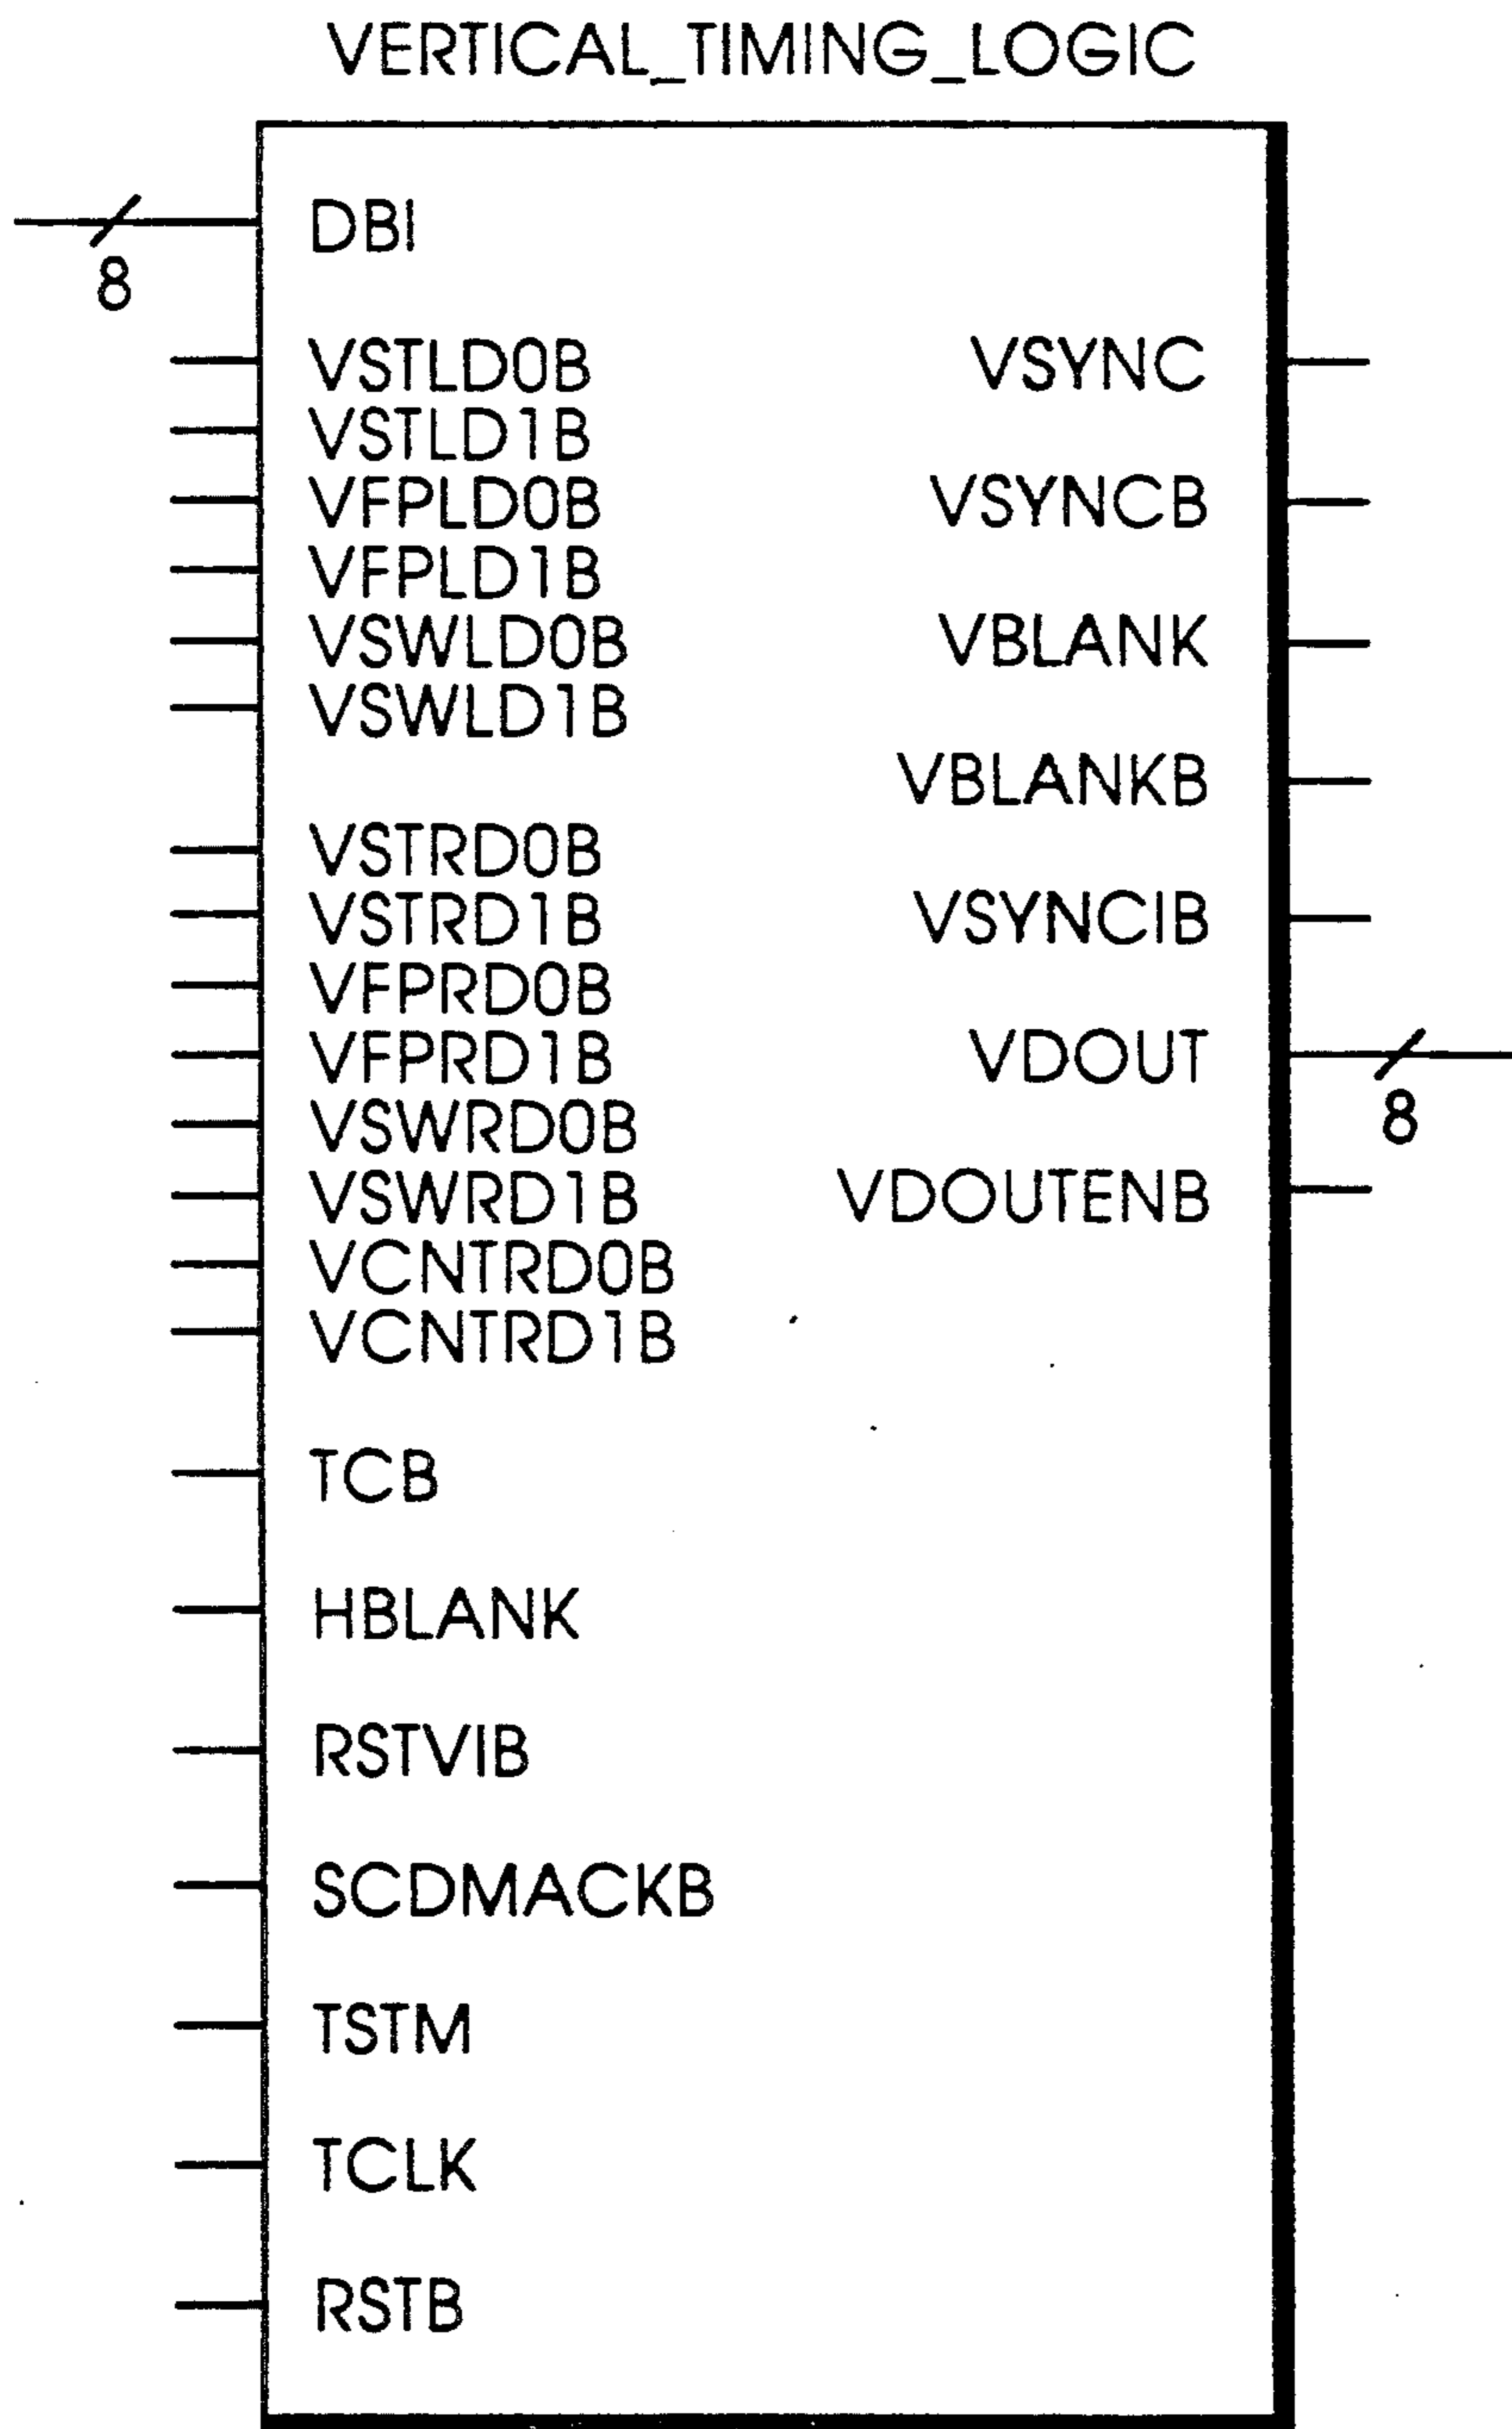 VERTICAL_TIMING_LOGIC
DBI
8
VSTLD0B
VSTLD1B
VFPLD0B
VFPLD1B
VSWLD0B
VSWLD1B
VSTRD0B
VSTRD1B
VFPRD0B
VFPRD1B
VSWRD0B
VSWRD1B
VCNTRD0B
VCNTRD1B
TCB
HBLANK
RSTVIB
SCDMACKB
TSTM
TCLK
RSTB
VSYNC
VSYNCB
VBLANK
VBLANKB
VSYNCIB
VDOUT
8
VDOUTENB